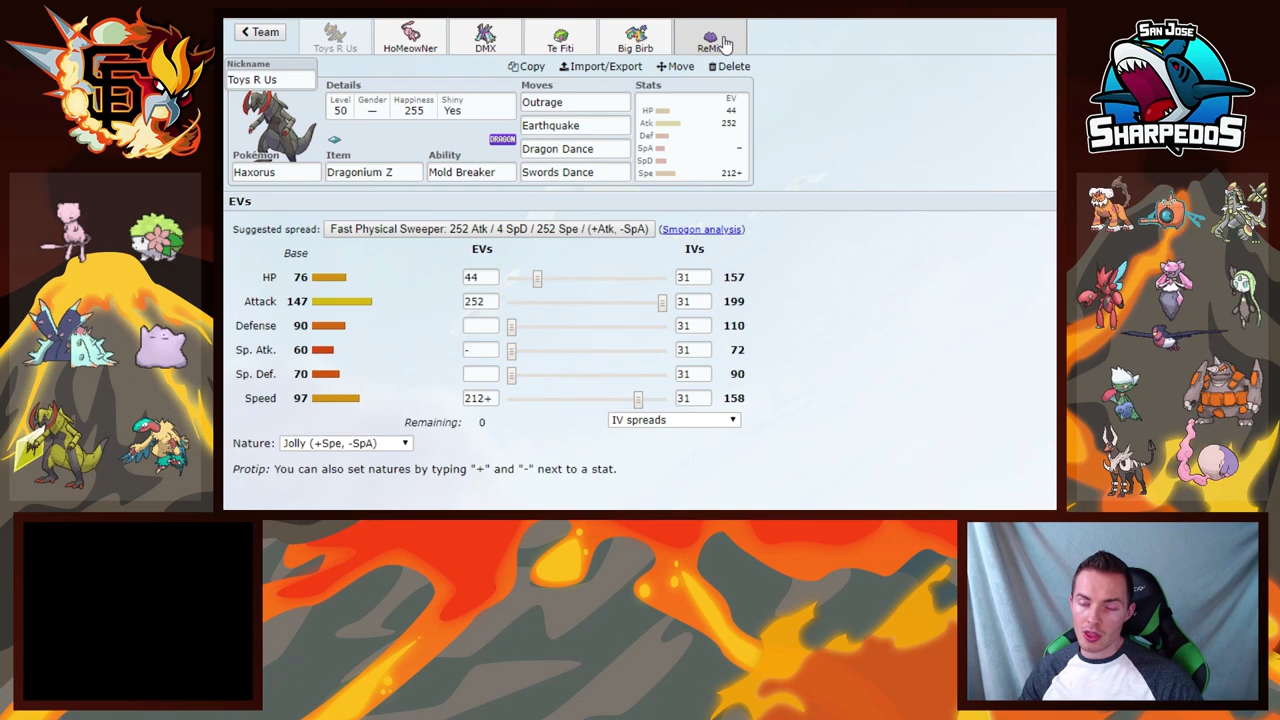 Team
Toys R Us
HoMeowNer
DMX
Te Fiti
Big Birb
Copy
Import/Export
Move
Delete
Nickname
Toys R Us
Details
Moves
Stats
Level
Gender
Happiness
Shiny
50
—
255
Yes
Outrage
Earthquake
Dragon Dance
Swords Dance
EV
HP 44
Atk 252
Def
SpA –
SpD
Spe 212+
DRAGON
Pokémon
Item
Ability
Haxorus
Dragonium Z
Mold Breaker
EVs
Suggested spread: Fast Physical Sweeper: 252 Atk / 4 SpD / 252 Spe / (+Atk, -SpA) (Smogon analysis)
Base EVs IVs
HP 76 44 31 157
Attack 147 252 31 199
Defense 90 31 110
Sp. Atk. 60 - 31 72
Sp. Def. 70 31 90
Speed 97 212+ 31 158
Remaining: 0
IV spreads
Nature: Jolly (+Spe, -SpA)
Protip: You can also set natures by typing "+" and "-" next to a stat.
SF
SAN JOSE
SHARPEDOS